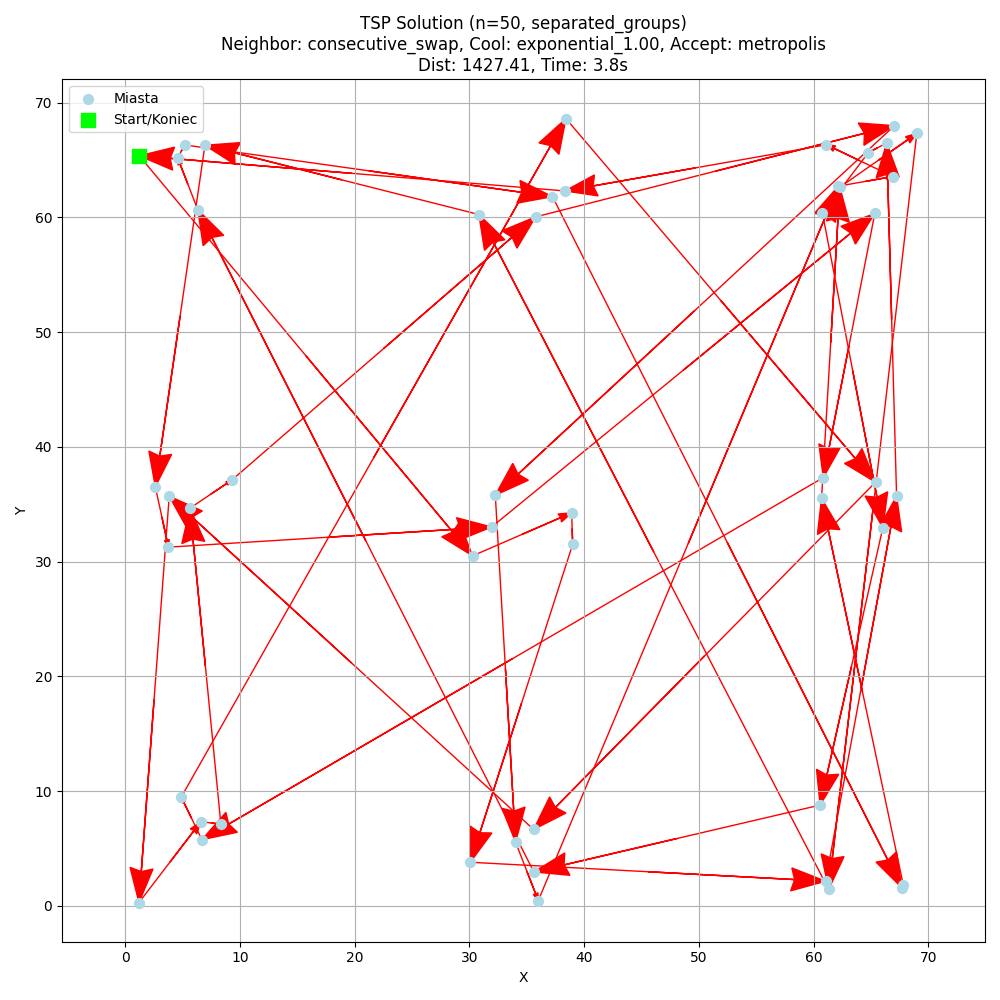 TSP Solution (n=50, separated_groups)
Neighbor: consecutive_swap, Cool: exponential_1.00, Accept: metropolis
Dist: 1427.41, Time: 3.8s
Miasta
Start/Koniec
70
60
50
40
30
20
10
0
Y
0 10 20 30 40 50 60 70
X